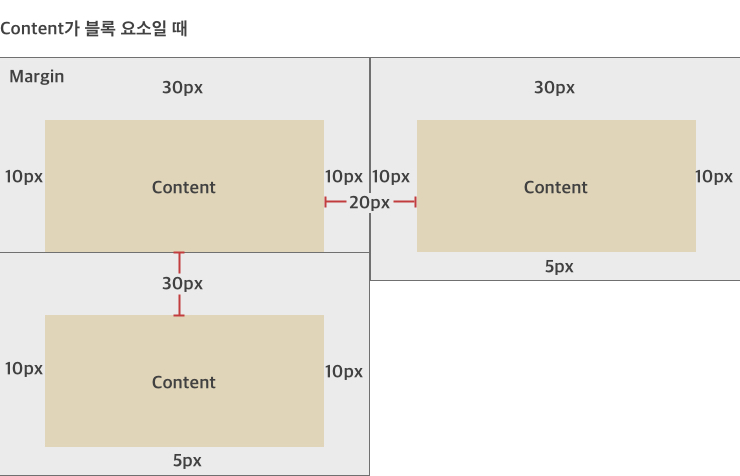 Content가 블록 요소일 때
Margin
30px
30px
10px
Content
10px
10px
Content
10px
20px
5px
30px
10px
Content
10px
5px